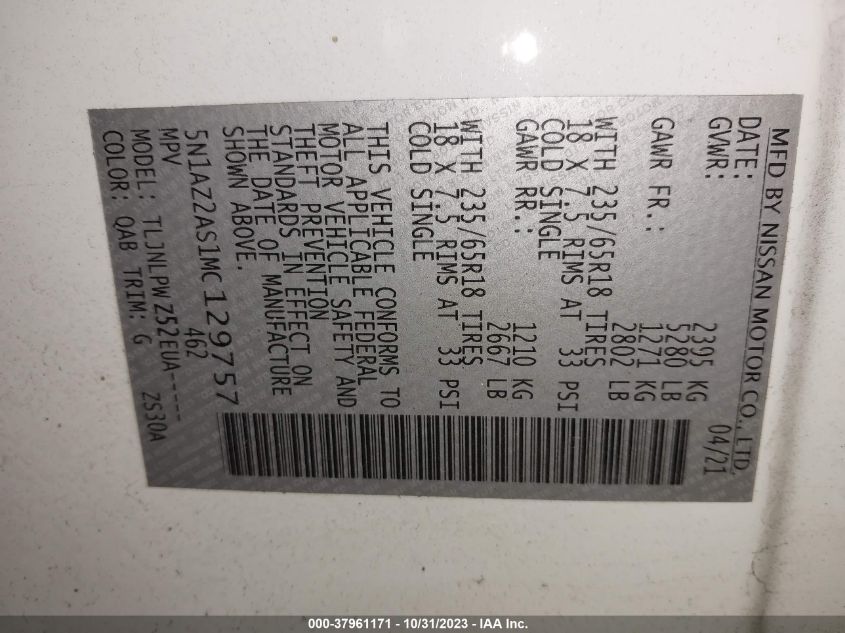 MFD BY NISSAN MOTOR CO., LTD.
DATE: 04/21
GVWR: 2395 KG
5280 LB
GAWR FR.: 1271 KG
2802 LB
WITH 235/65R18 TIRES
18 X 7.5 RIMS AT 33 PSI
COLD SINGLE
GAWR RR.: 1210 KG
2667 LB
WITH 235/65R18 TIRES
18 X 7.5 RIMS AT 33 PSI
COLD SINGLE
THIS VEHICLE CONFORMS TO
ALL APPLICABLE FEDERAL
MOTOR VEHICLE SAFETY AND
THEFT PREVENTION
STANDARDS IN EFFECT ON
THE DATE OF MANUFACTURE
SHOWN ABOVE.
5N1AZ2AS1MC129757
MPV 462
MODEL: TLJNLPWZ52EUA-----
COLOR: QAB TRIM: G ZS30A
000-37961171 - 10/31/2023 - IAA Inc.